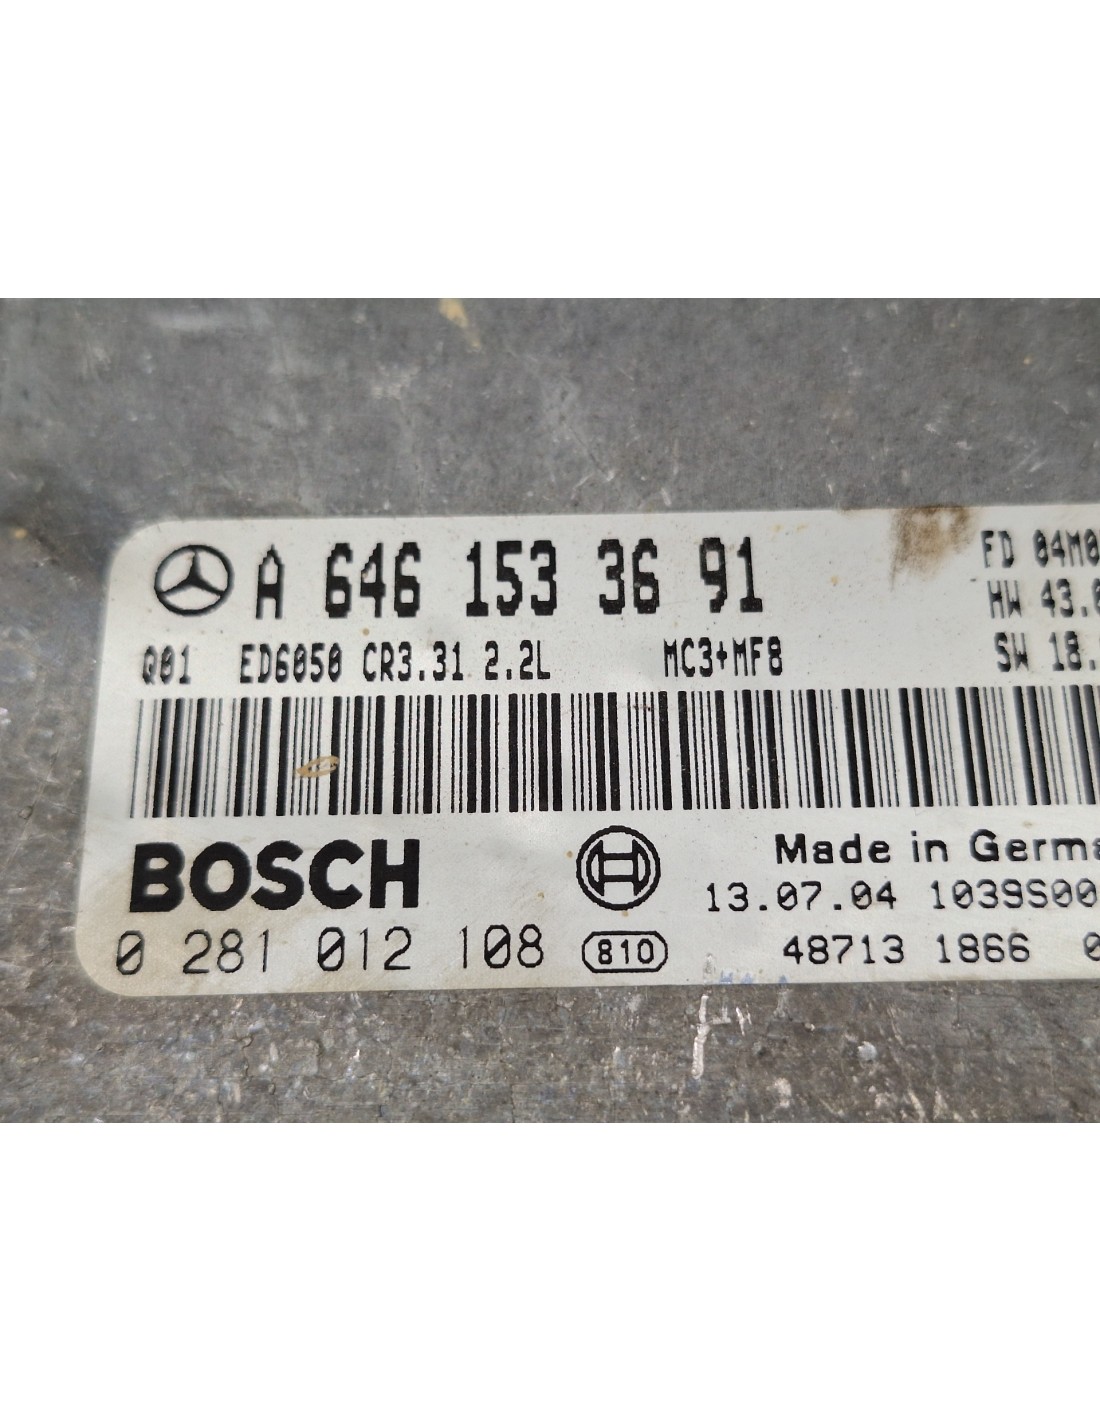 A 646 153 36 91
FD 04M0
HW 43.0
Q01 ED6050 CR3.31 2.2L MC3+MF8
SW 18.
BOSCH
Made in Germa
13.07.04 1039S00
0 281 012 108 810
48713 1866 0